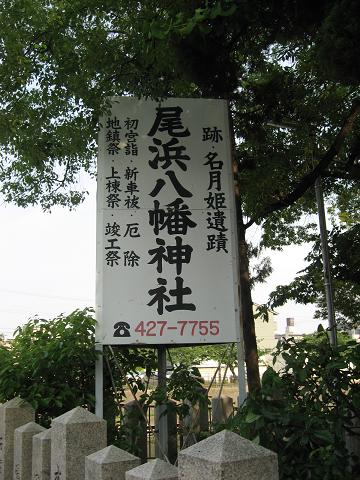 跡・名月姫遺蹟
尾浜八幡神社
初宮詣・新車祓・厄除
地鎮祭・上棟祭・竣工祭
☎427-7755